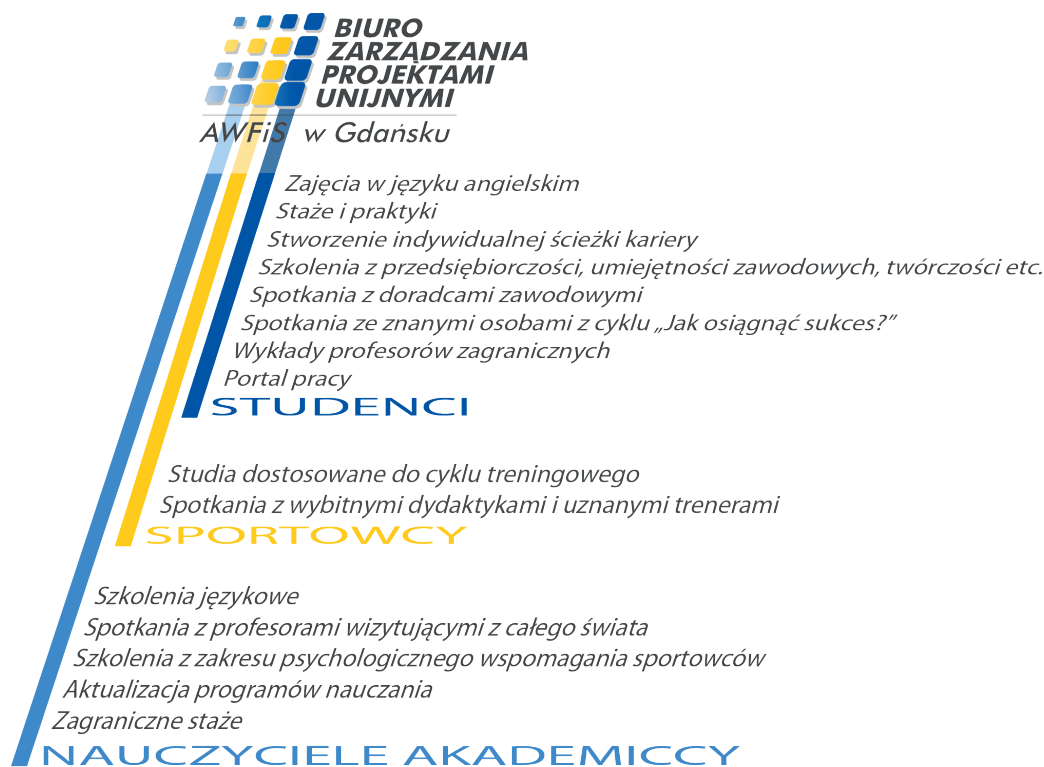 BIURO
ZARZĄDZANIA
PROJEKTAMI
UNIJNYMI
AWFiS w Gdańsku
Zajęcia w języku angielskim
Staże i praktyki
Stworzenie indywidualnej ścieżki kariery
Szkolenia z przedsiębiorczości, umiejętności zawodowych, twórczości etc.
Spotkania z doradcami zawodowymi
Spotkania ze znanymi osobami z cyklu „Jak osiągnąć sukces?”
Wykłady profesorów zagranicznych
Portal pracy
STUDENCI
Studia dostosowane do cyklu treningowego
Spotkania z wybitnymi dydaktykami i uznanymi trenerami
SPORTOWCY
Szkolenia językowe
Spotkania z profesorami wizytującymi z całego świata
Szkolenia z zakresu psychologicznego wspomagania sportowców
Aktualizacja programów nauczania
Zagraniczne staże
NAUCZYCIELE AKADEMICCY